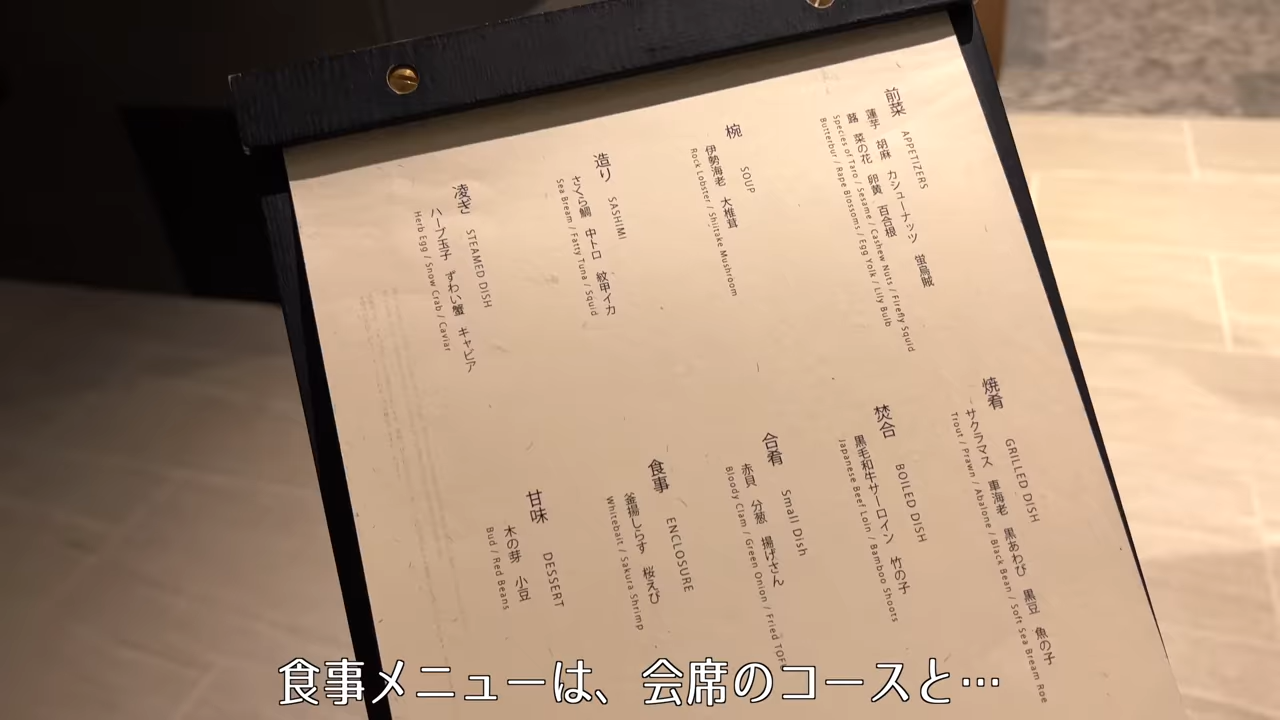 前菜 APPETIZERS
蓮芋 胡麻 カシューナッツ 蛍烏賊
Species of Taro / Sesame / Cashew Nuts / Firefly Squid
蕗 菜の花 卵黄 百合根
Butterbur / Rape Blossoms / Egg Yolk / Lily Bulb
椀 SOUP
伊勢海老 大椎茸
Rock Lobster / Shiitake Mushroom
造り SASHIMI
さくら鯛 中トロ 紋甲イカ
Sea Bream / Fatty Tuna / Squid
凌ぎ STEAMED DISH
ハーブ玉子 ずわい蟹 キャビア
Herb Egg / Snow Crab / Caviar
焼肴 GRILLED DISH
サクラマス 車海老 黒あわび 黒豆 魚の子
Trout / Prawn / Abalone / Black Bean / Soft Sea Bream Roe
焚合 BOILED DISH
黒毛和牛サーロイン 竹の子
Japanese Beef Loin / Bamboo Shoots
合肴 Small Dish
赤貝 分葱 揚げさん
Bloody Clam / Green Onion / Fried TOF
食事 ENCLOSURE
釜揚しらす 桜えび
Whitebait / Sakura Shrimp
甘味 DESSERT
木の芽 小豆
Bud / Red Beans
食事メニューは、会席のコースと…